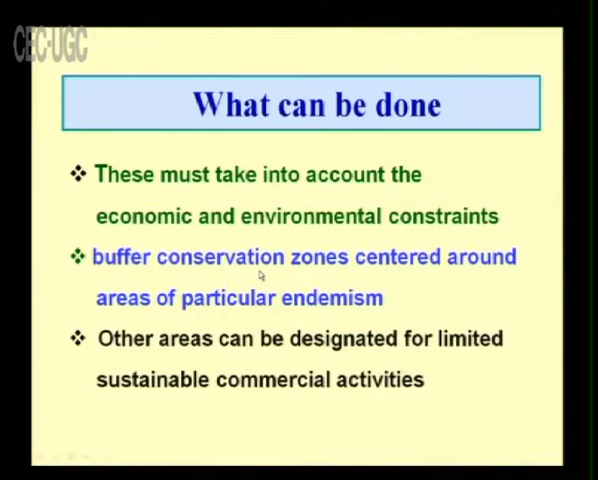 CEC-UGC
What can be done
❖ These must take into account the
economic and environmental constraints
❖ buffer conservation zones centered around
areas of particular endemism
❖ Other areas can be designated for limited
sustainable commercial activities